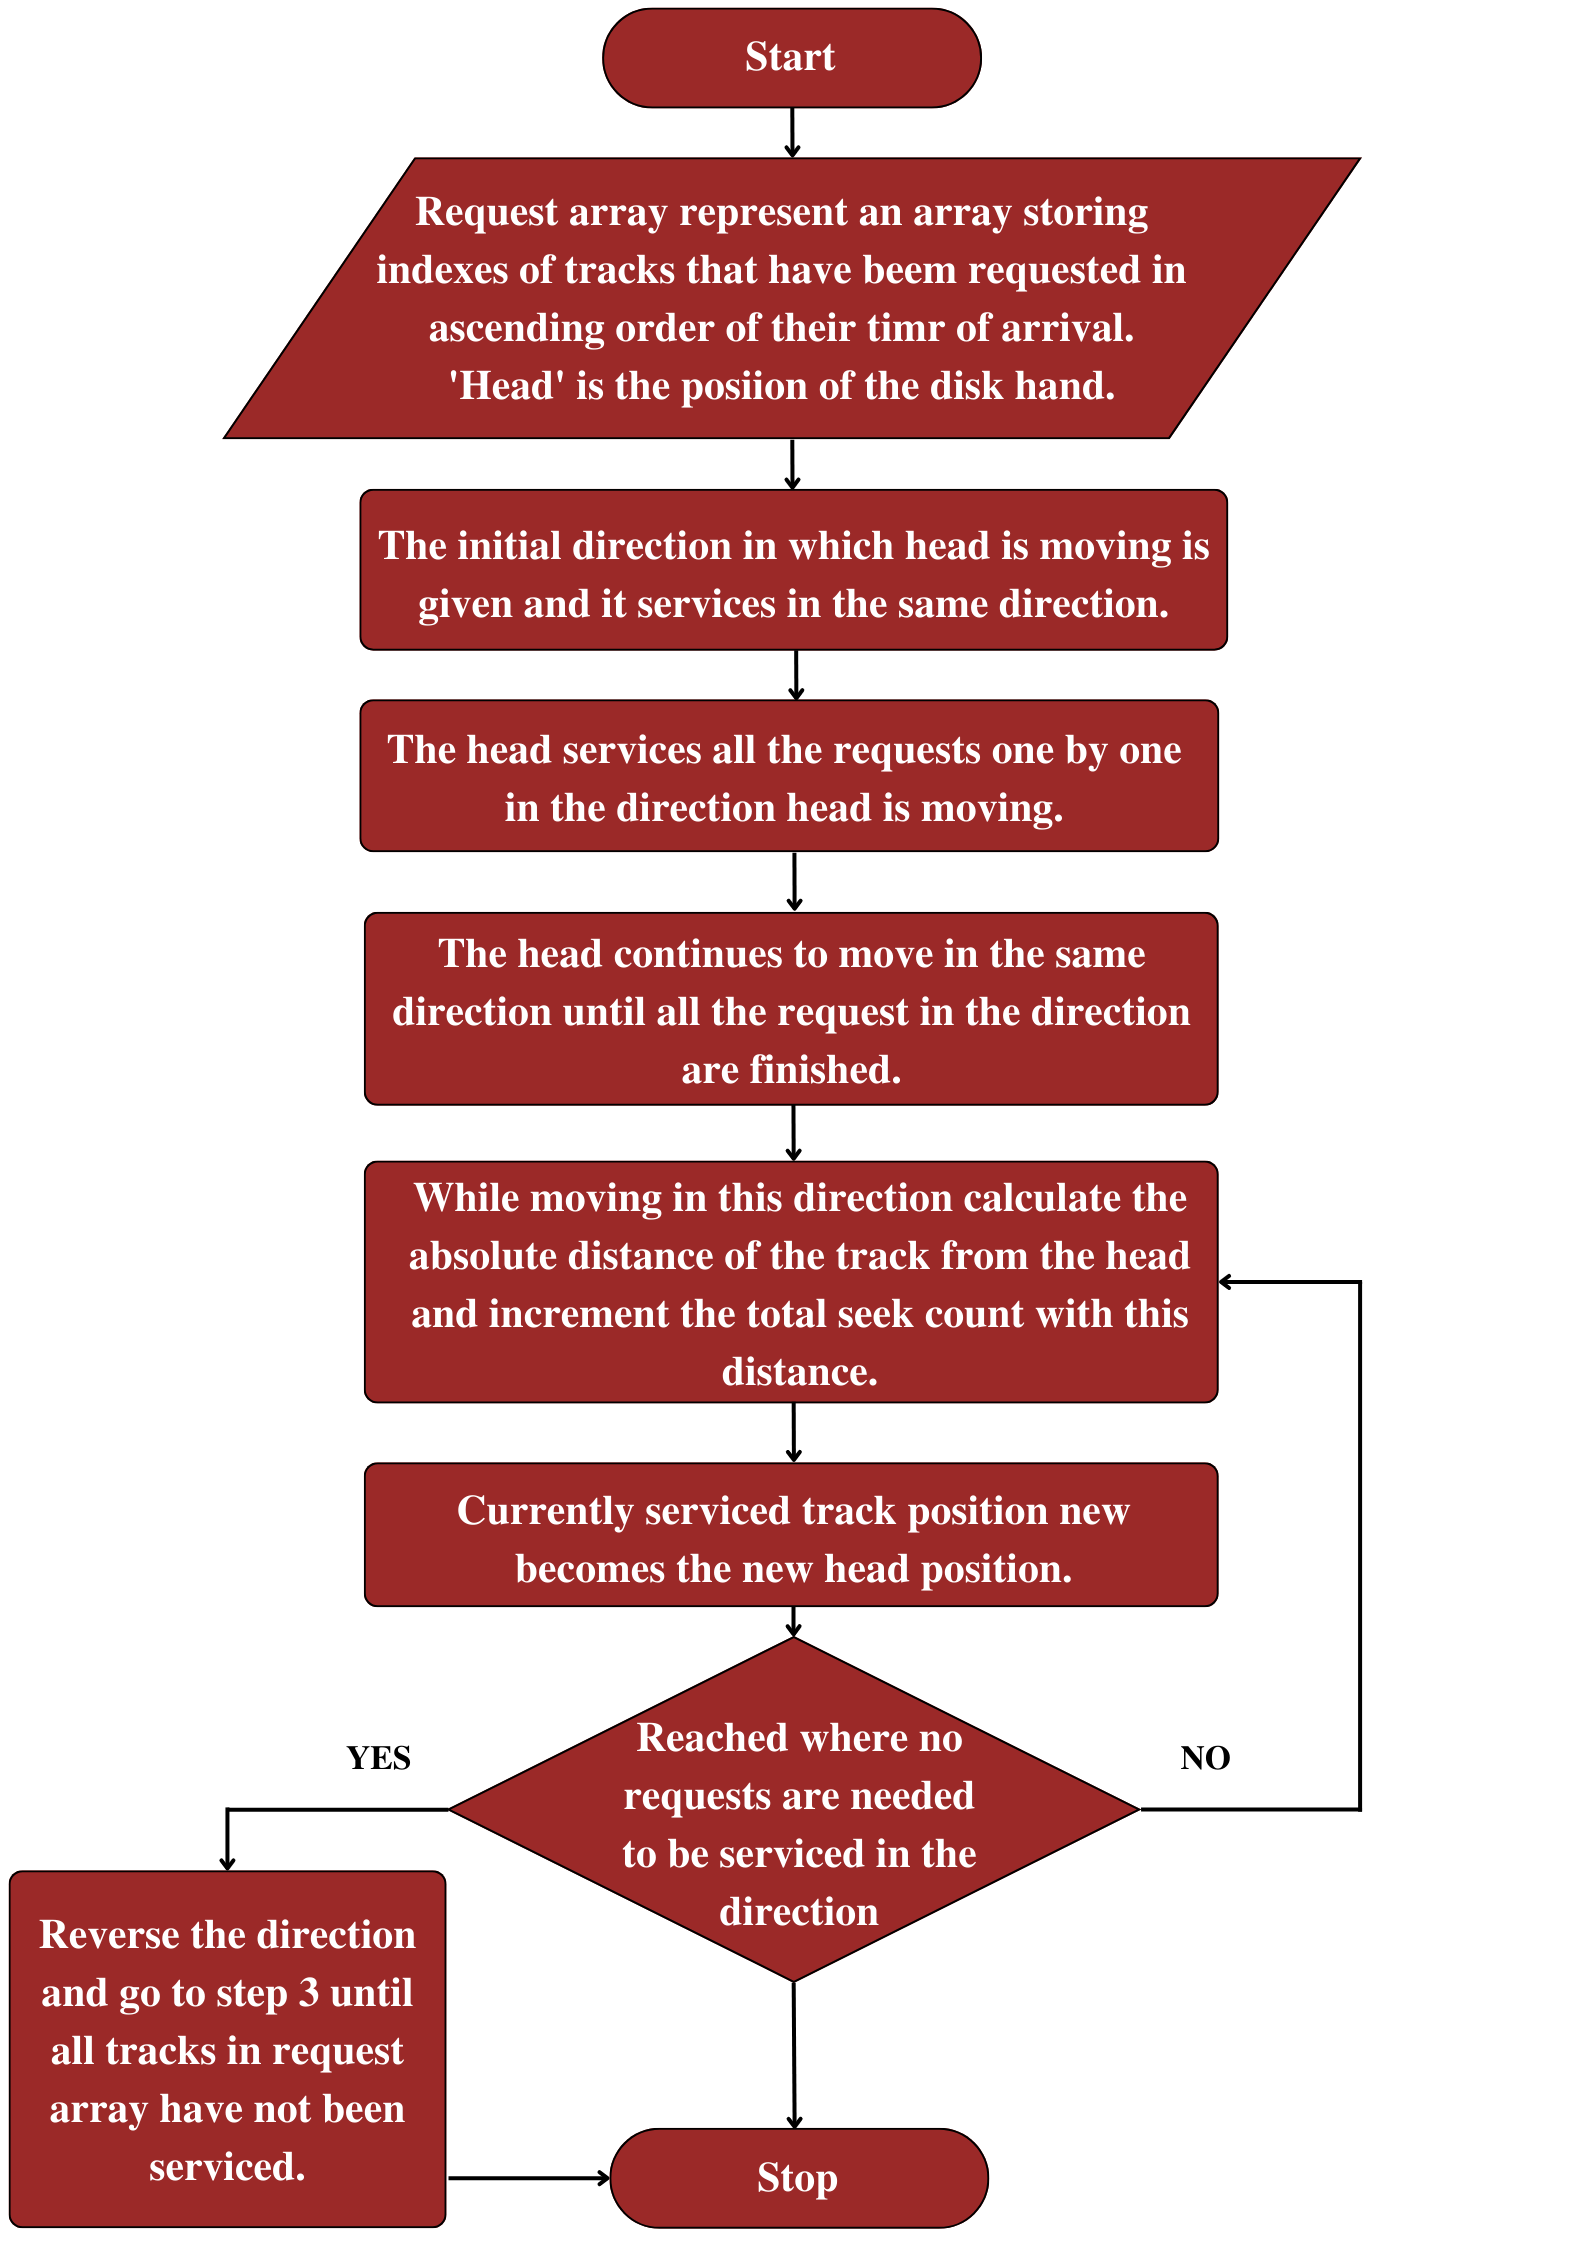 Start
Request array represent an array storing
indexes of tracks that have beem requested in
ascending order of their timr of arrival.
'Head' is the posiion of the disk hand.
The initial direction in which head is moving is
given and it services in the same direction.
The head services all the requests one by one
in the direction head is moving.
The head continues to move in the same
direction until all the request in the direction
are finished.
While moving in this direction calculate the
absolute distance of the track from the head
and increment the total seek count with this
distance.
Currently serviced track position new
becomes the new head position.
Reached where no
requests are needed
to be serviced in the
direction
YES
NO
Reverse the direction
and go to step 3 until
all tracks in request
array have not been
serviced.
Stop